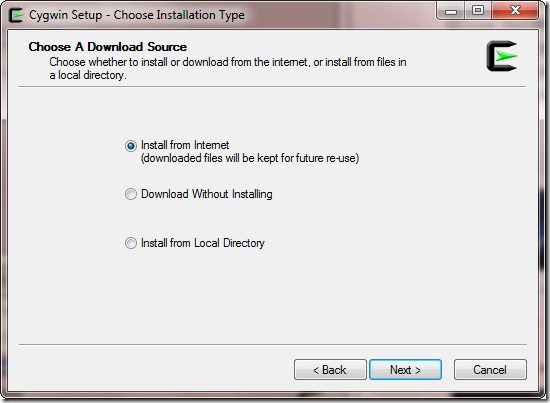 Cygwin Setup - Choose Installation Type
Choose A Download Source
Choose whether to install or download from the internet, or install from files in
a local directory.
Install from Internet
(downloaded files will be kept for future re-use)
Download Without Installing
Install from Local Directory
< Back Next > Cancel